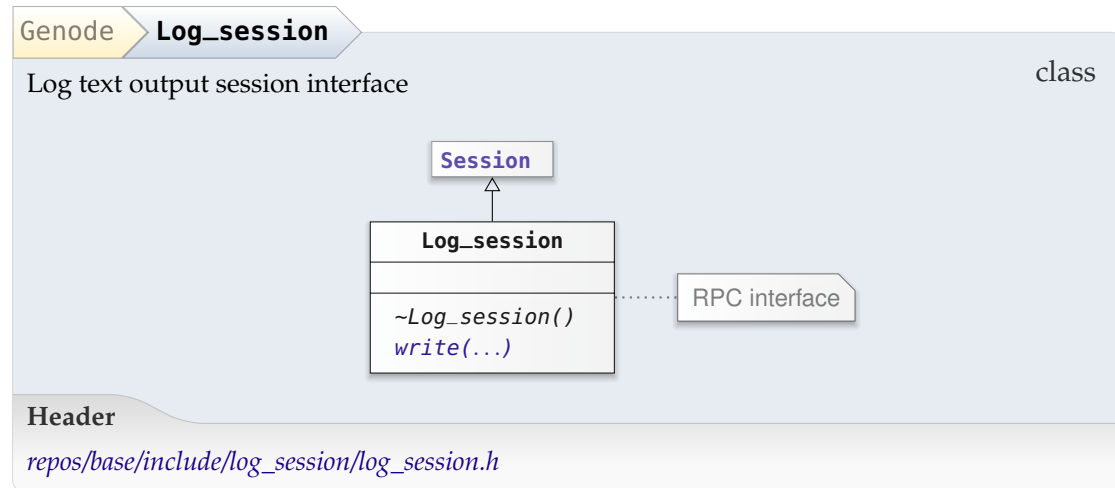 Genode Log_session
Log text output session interface
class
Session
Log_session
~Log_session()
write(...)
RPC interface
Header
repos/base/include/log_session/log_session.h